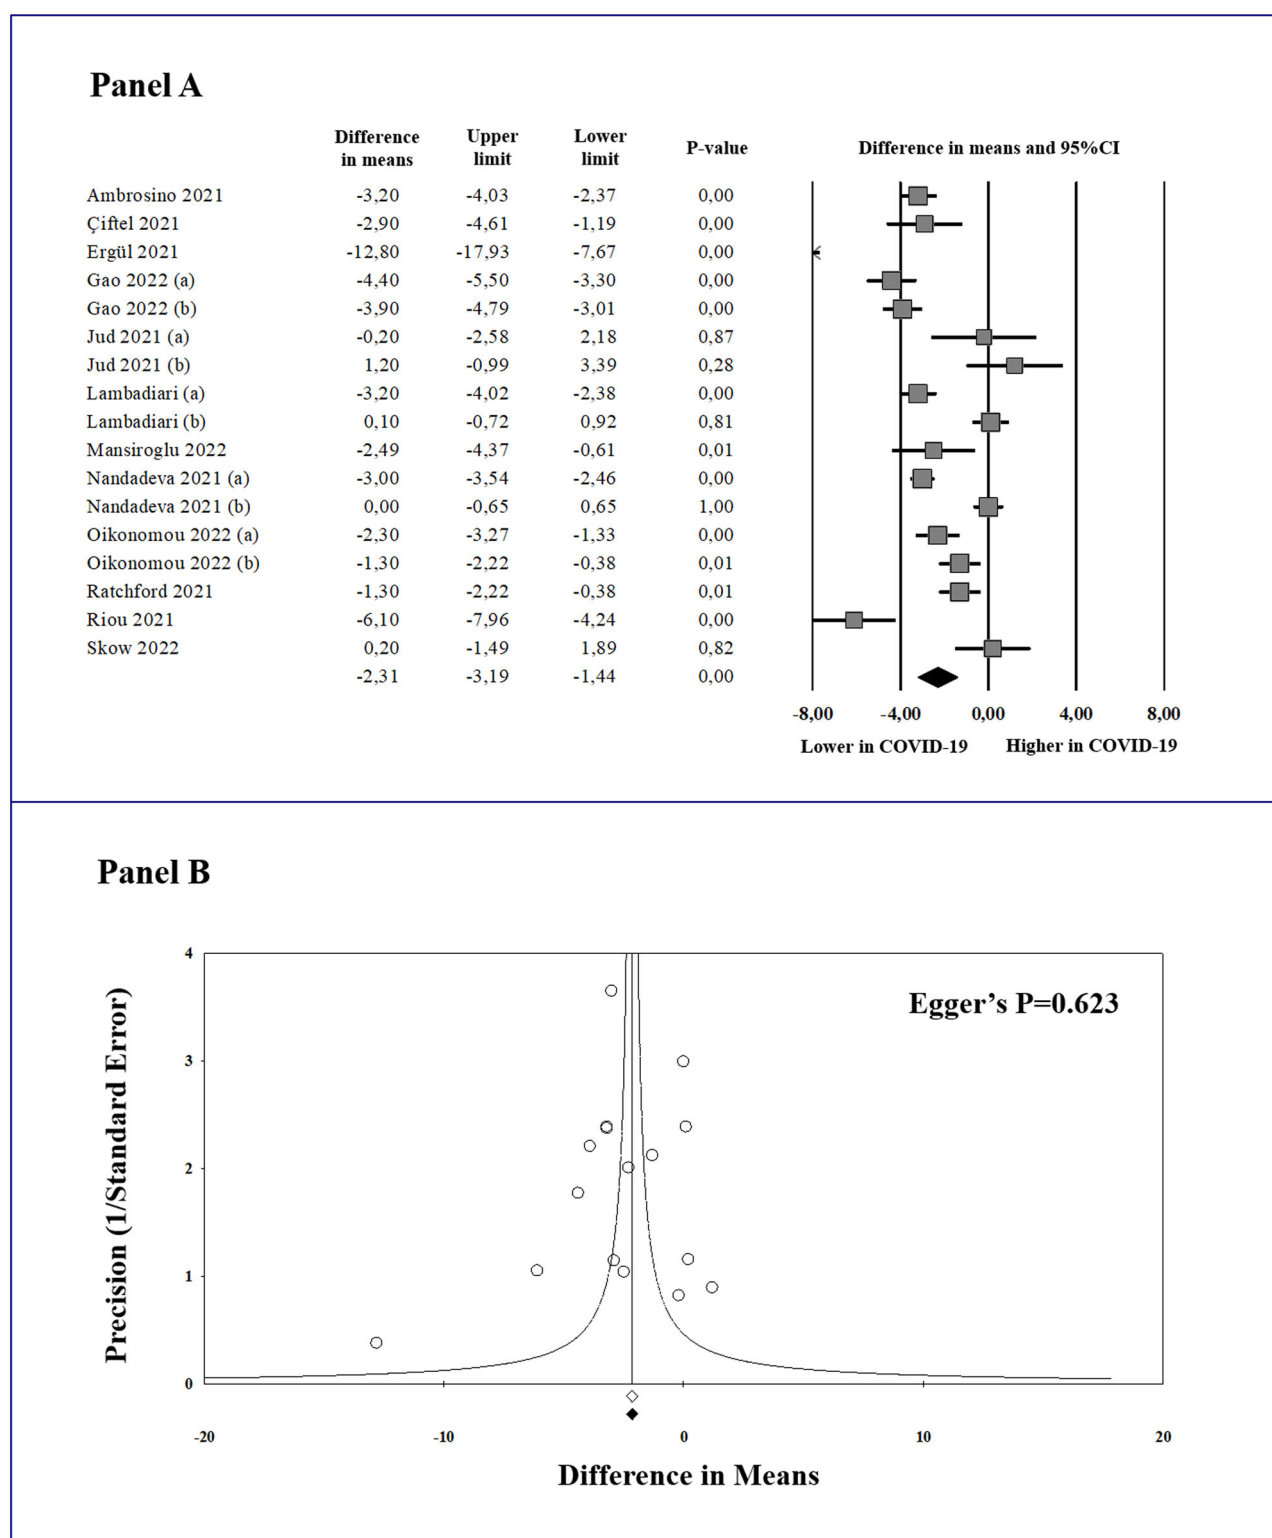 Panel A
Difference in means Upper limit Lower limit P-value Difference in means and 95%CI
Ambrosino 2021 -3,20 -4,03 -2,37 0,00
Çiftel 2021 -2,90 -4,61 -1,19 0,00
Ergül 2021 -12,80 -17,93 -7,67 0,00
Gao 2022 (a) -4,40 -5,50 -3,30 0,00
Gao 2022 (b) -3,90 -4,79 -3,01 0,00
Jud 2021 (a) -0,20 -2,58 2,18 0,87
Jud 2021 (b) 1,20 -0,99 3,39 0,28
Lambadiari (a) -3,20 -4,02 -2,38 0,00
Lambadiari (b) 0,10 -0,72 0,92 0,81
Mansiroglu 2022 -2,49 -4,37 -0,61 0,01
Nandadeva 2021 (a) -3,00 -3,54 -2,46 0,00
Nandadeva 2021 (b) 0,00 -0,65 0,65 1,00
Oikonomou 2022 (a) -2,30 -3,27 -1,33 0,00
Oikonomou 2022 (b) -1,30 -2,22 -0,38 0,01
Ratchford 2021 -1,30 -2,22 -0,38 0,01
Riou 2021 -6,10 -7,96 -4,24 0,00
Skow 2022 0,20 -1,49 1,89 0,82
-2,31 -3,19 -1,44 0,00
-8,00 -4,00 0,00 4,00 8,00
Lower in COVID-19 Higher in COVID-19
Panel B
Precision (1/Standard Error)
4
3
2
1
0
Egger's P=0.623
-20 -10 0 10 20
Difference in Means